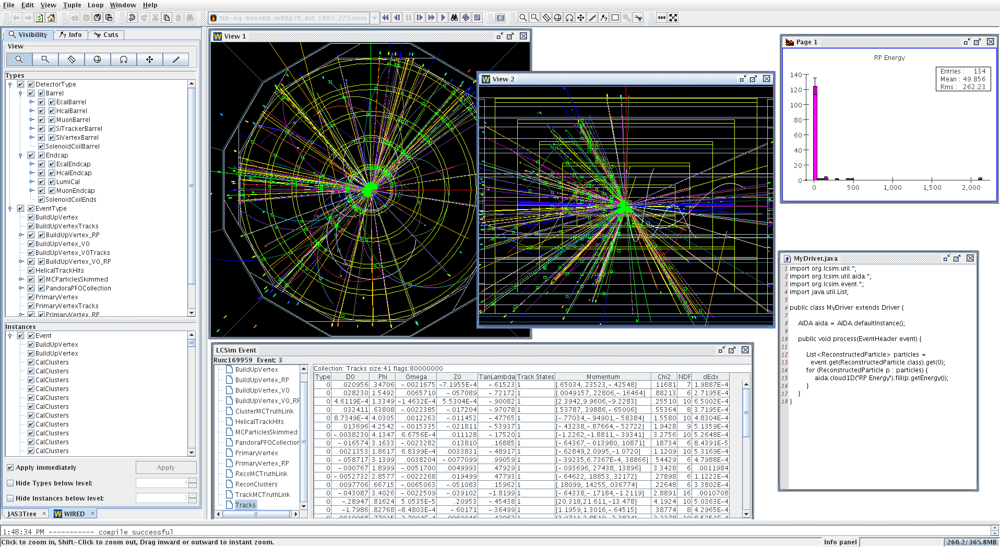 File Edit View Tuple Loop Window Help
tth-6q-hnonbb_m80p20_dst_1803_275.slcio
Visibility Info Cuts
View
Types
DetectorType
Barrel
EcalBarrel
HcalBarrel
MuonBarrel
SiTrackerBarrel
SiVertexBarrel
SolenoidCoilBarrel
Endcap
EcalEndcap
HcalEndcap
LumiCal
MuonEndcap
SolenoidCoilEnds
EventType
BuildUpVertex
BuildUpVertexTracks
BuildUpVertex_RP
BuildUpVertex_V0
BuildUpVertex_V0Tracks
BuildUpVertex_V0_RP
HelicalTrackHits
MCParticlesSkimmed
PandoraPFOCollection
PrimaryVertex
PrimaryVertexTracks
PrimaryVertex_RP
Instances
Event
BuildUpVertex
BuildUpVertex
CalClusters
CalClusters
CalClusters
CalClusters
CalClusters
CalClusters
CalClusters
CalClusters
CalClusters
CalClusters
CalClusters
Apply immediately Apply
Hide Types below level: 4
Hide Instances below level: 3
JAS3Tree × WIRED ×
View 1
View 2
Page 1
RP Energy
Entries : 134
Mean : 49.856
Rms : 262.23
140
120
100
80
60
40
20
0
0 500 1,000 1,500 2,000
MyDriver.java
1 import org.lcsim.util.*;
2 import org.lcsim.util.aida.*;
3 import org.lcsim.event.*;
4 import java.util.List;
5
6 public class MyDriver extends Driver {
7
8 AIDA aida = AIDA.defaultInstance();
9
10 public void process(EventHeader event) {
11
12 List<ReconstructedParticle> particles =
13 event.get(ReconstructedParticle.class).get(0);
14 for (ReconstructedParticle p : particles) {
15 aida.cloud1D("RP Energy").fill(p.getEnergy());
16 }
17 }
18 }
LCSim Event
Run:169959 Event: 3
BuildUpVertex
BuildUpVertex_RP
BuildUpVertex_V0
BuildUpVertex_V0_RP
ClusterMCTruthLink
HelicalTrackHits
MCParticlesSkimmed
PandoraPFOCollection
PrimaryVertex
PrimaryVertex_RP
RecoMCTruthLink
ReconClusters
TrackMCTruthLink
Tracks
Collection: Tracks size:41 flags:80000000
Type D0 Phi Omega Z0 TanLambda Track States Momentum Chi2 NDF dEdx
0 .020956 .34706 -.0021675 -7.1955E-4 -.61523 1 [.65034,.23523,-.42548] .11681 7 1.9887E-4
0 .028230 1.5492 .0065710 -.057089 -.72172 1 [.0049157,.22806,-.16464] .88213 6 2.7195E-4
0 4.6119E-4 1.3349 -1.4632E-4 5.5304E-4 -.90082 1 [2.3942,9.9606,-9.2283] .25510 10 6.5002E-4
0 .032411 .63808 -.0022385 -.017204 -.97078 1 [.53787,.39886,-.65006] .55364 8 3.7195E-4
0 8.7349E-4 4.0305 .0012263 -.011452 -.47765 1 [-.77034,-.94901,-.58384] 1.5580 10 4.8304E-4
0 .013696 4.2542 -.0015335 -.021811 -.53937 1 [-.43238,-.87664,-.52722] 1.9428 9 5.1359E-4
0 -.0038230 4.1347 6.6756E-4 .011128 -.17520 1 [-1.2262,-1.8811,-.39341] 3.2756 10 5.2648E-4
0 -.016574 3.1633 -.0023282 .013810 .16885 1 [-.64367,-.013980,.10871] .18734 6 8.4391E-5
0 .0021353 1.8617 6.8399E-4 .0033831 -.48917 1 [-.62849,2.0995,-1.0720] 1.1209 10 5.3169E-4
0 -.058717 3.1399 .0038204 -.0077099 .99059 1 [-.39235,6.7367E-4,.38866] .54429 6 4.7988E-4
0 -.090767 1.8999 -.0051700 .0049993 .47929 1 [-.093696,.27438,.13896] 3.3428 6 .0011984
0 -.0052732 2.8577 -.0022268 .019499 .47793 1 [-.64622,.18853,.32172] .27898 6 1.1222E-4
0 .0097706 .66715 -.0065063 -.051083 .15962 1 [.18099,.14255,.036774] .22648 6 3.3802E-4
0 -.043087 3.4026 -.0022509 -.039102 -1.8199 1 [-.64338,-.17184,-1.2119] 2.8891 16 .0010708
0 -.28947 .81624 5.0535E-5 .20953 -.45438 1 [20.318,21.611,-13.478] 4.1924 10 5.0363E-4
0 -1.7986 .82768 -8.4803E-4 -.60171 -.36499 1 [1.1959,1.3016,-.64515] .38774 8 4.2965E-4
1:48:34 PM ----------- compile successful
Click to zoom in, Shift-Click to zoom out, Drag inward or outward to instant zoom. Info panel 260.2/365.8MB